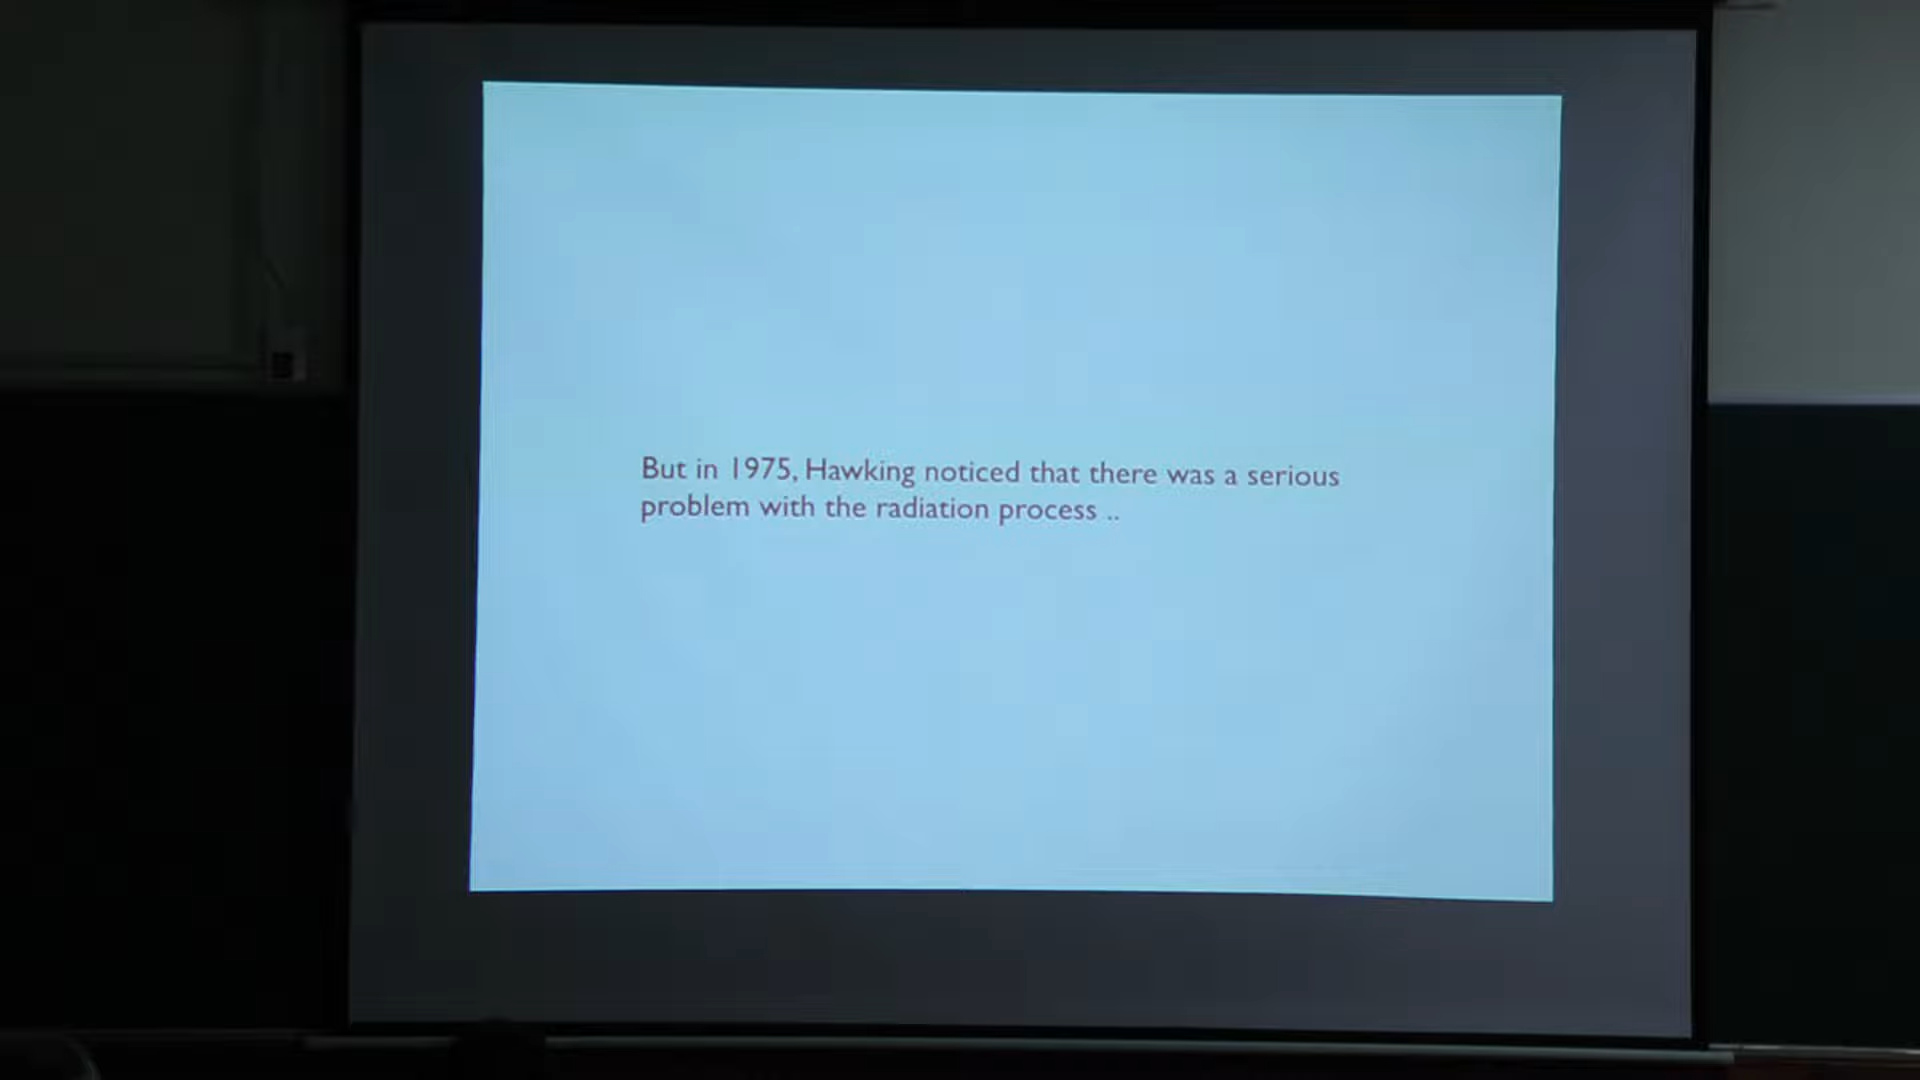 But in 1975, Hawking noticed that there was a serious
problem with the radiation process ..